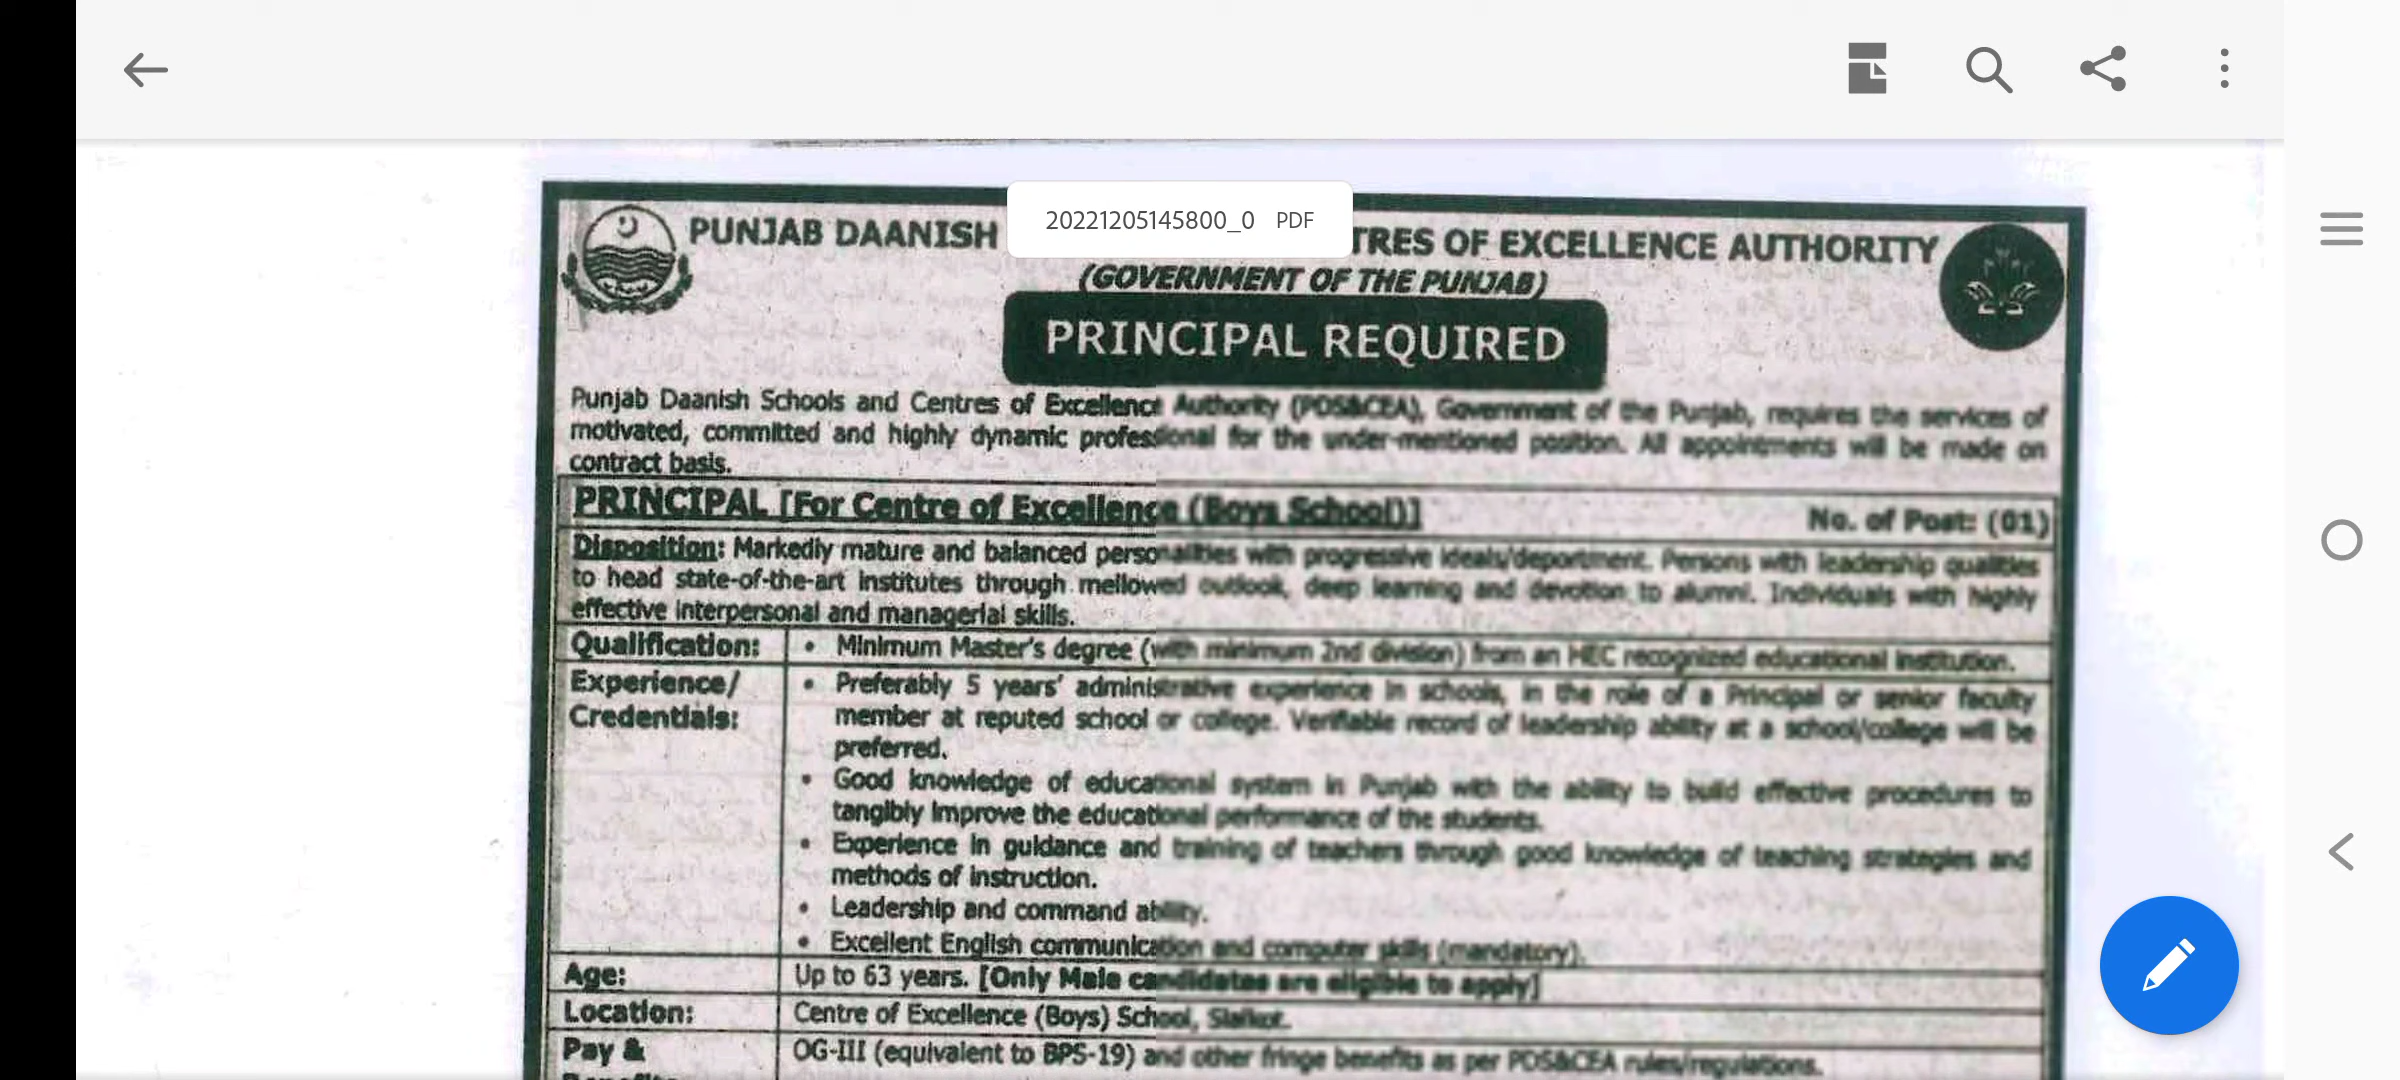 20221205145800_0 PDF
PUNJAB DAANISH TRES OF EXCELLENCE AUTHORITY
(GOVERNMENT OF THE PUNJAB)
PRINCIPAL REQUIRED
Punjab Daanish Schools and Centres of Excellence Authority (PDS&CEA), Government of the Punjab, requires the services of
motivated, committed and highly dynamic professional for the under-mentioned position. All appointments will be made on
contract basis.
PRINCIPAL [For Centre of Excellence (Boys School)] No. of Post: (01)
Disposition: Markedly mature and balanced personalities with progressive ideals/deportment. Persons with leadership qualities
to head state-of-the-art institutes through mellowed outlook, deep learning and devotion to alumni. Individuals with highly
effective interpersonal and managerial skills.
Qualification: • Minimum Master's degree (with minimum 2nd division) from an HEC recognized educational institution.
Experience/ • Preferably 5 years' administrative experience in schools, in the role of a Principal or senior faculty
Credentials: member at reputed school or college. Verifiable record of leadership ability at a school/college will be
preferred.
• Good knowledge of educational system in Punjab with the ability to build effective procedures to
tangibly improve the educational performance of the students.
• Experience in guidance and training of teachers through good knowledge of teaching strategies and
methods of instruction.
• Leadership and command ability.
• Excellent English communication and computer skills (mandatory).
Age: Up to 63 years. [Only Male candidates are eligible to apply]
Location: Centre of Excellence (Boys) School, Sialkot.
Pay & OG-III (equivalent to BPS-19) and other fringe benefits as per PDS&CEA rules/regulations.